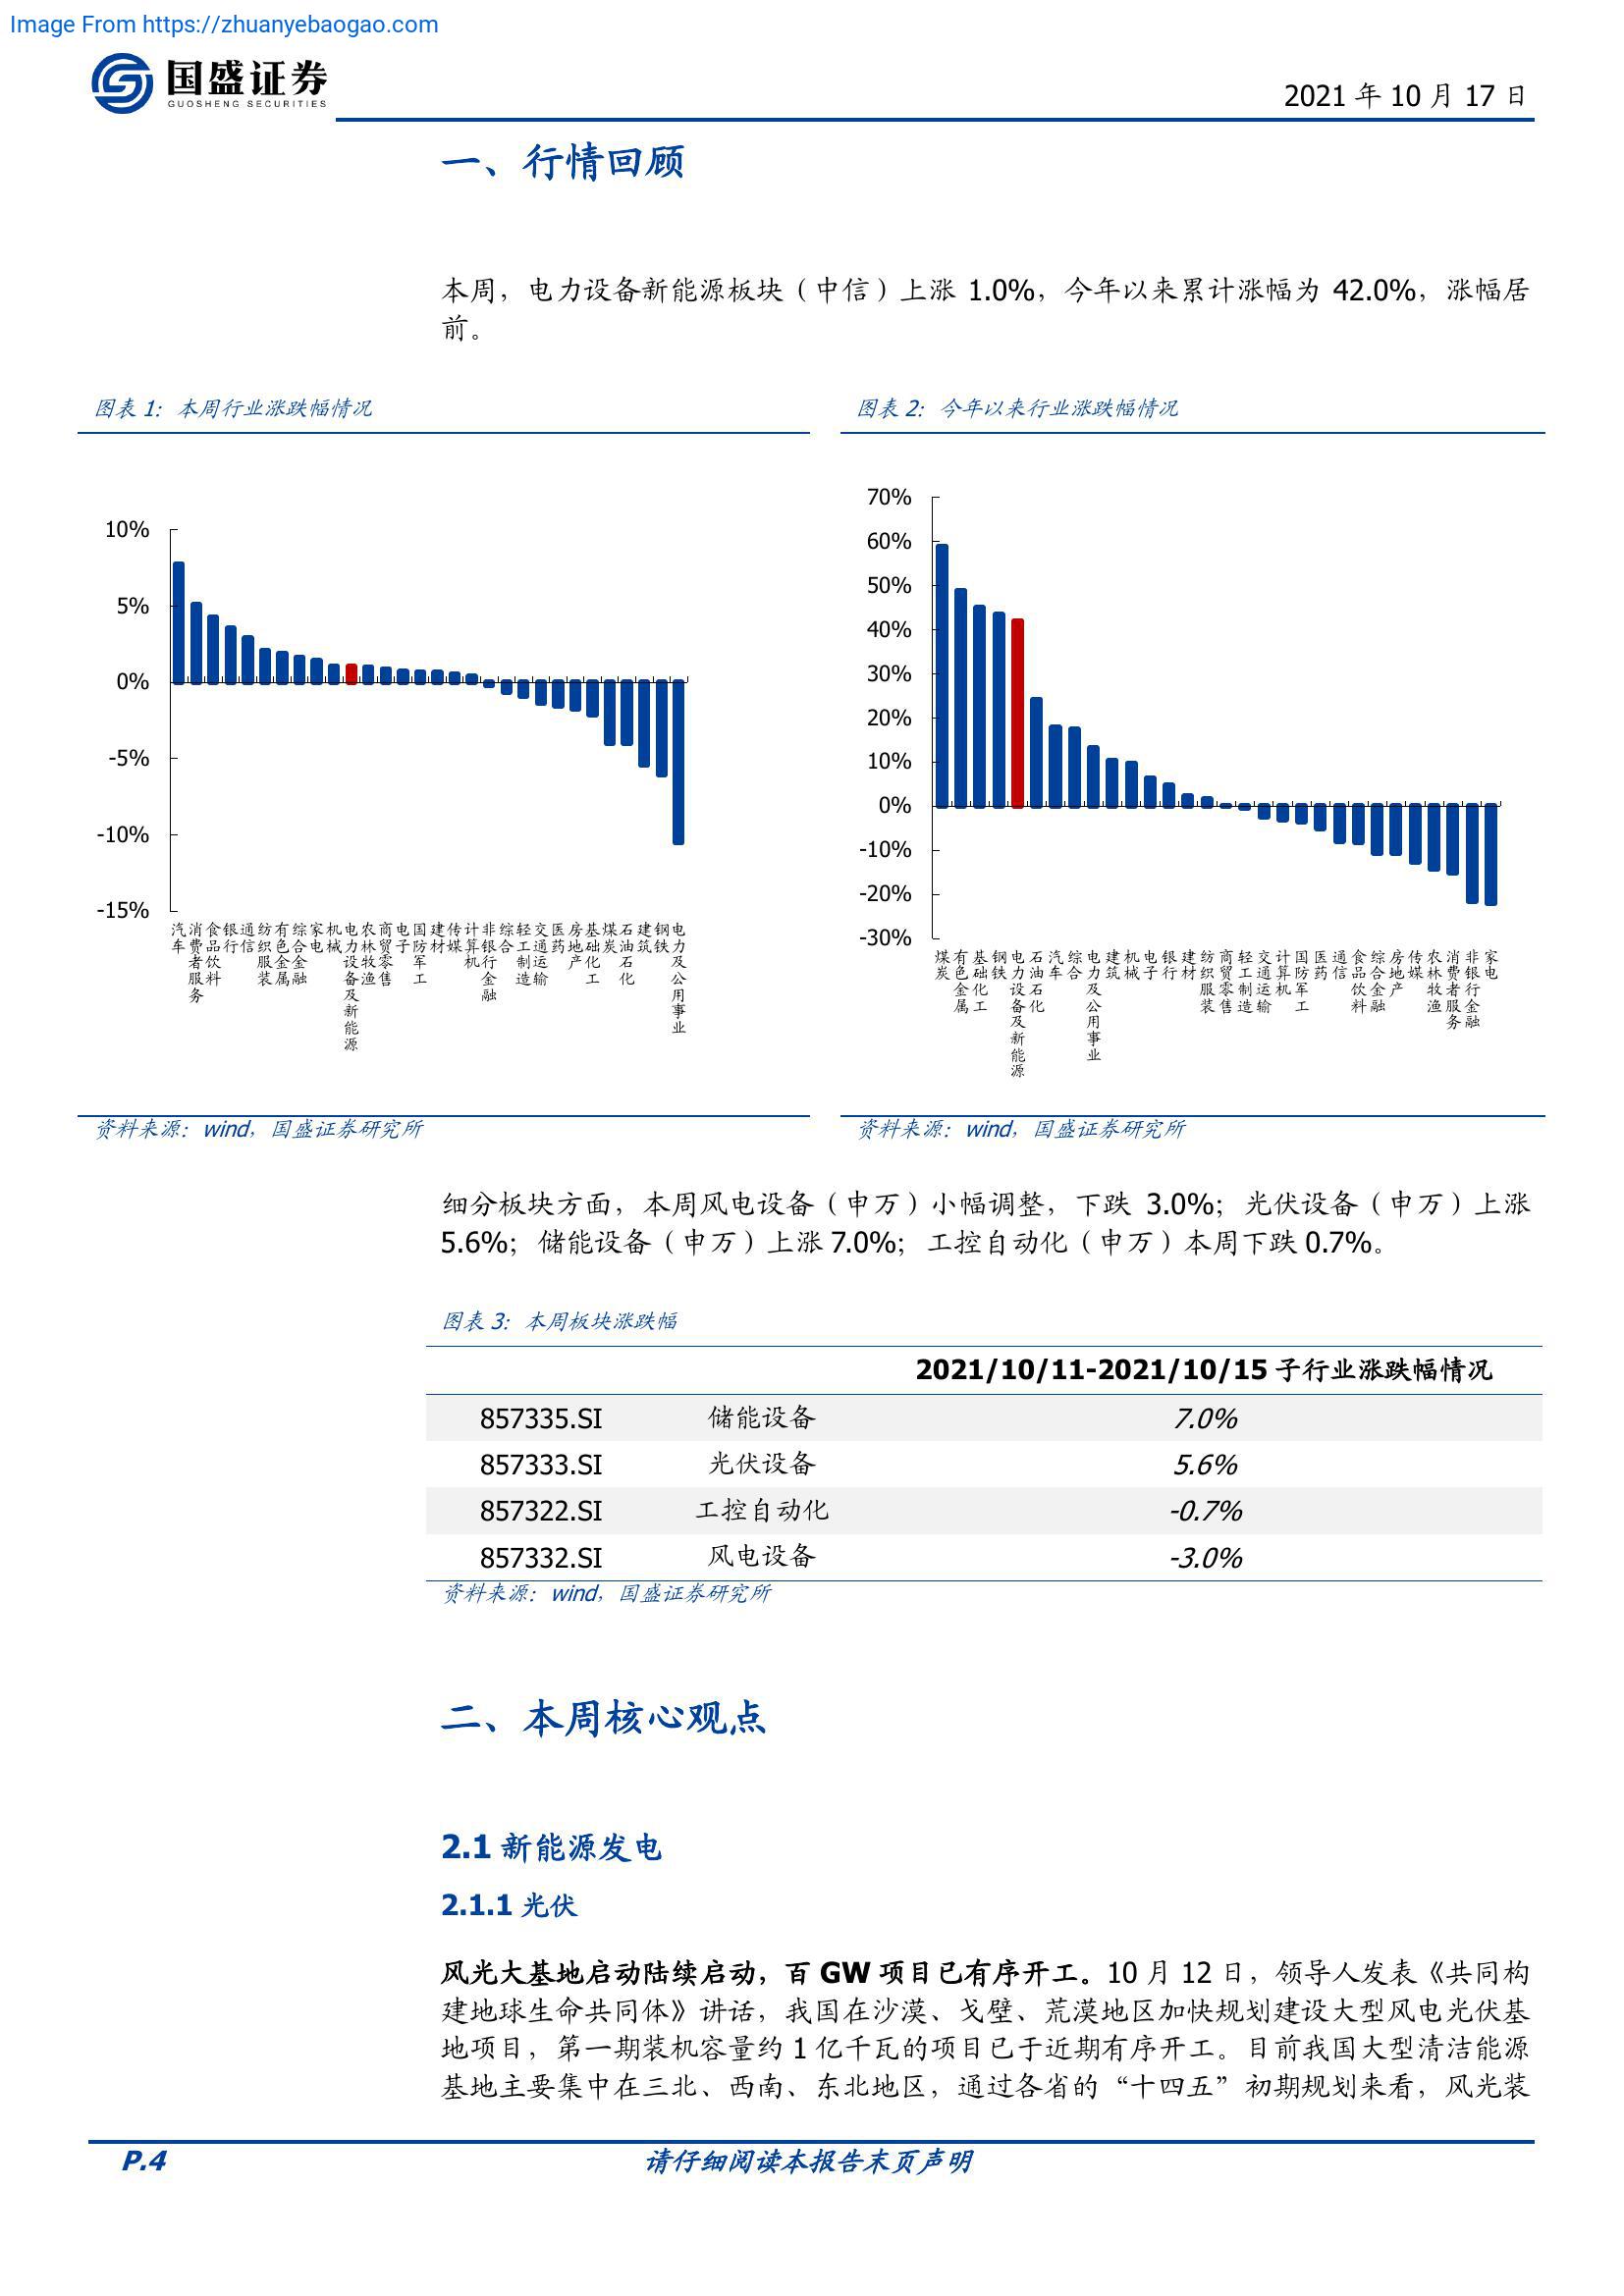 Image From https://zhuanyebaogao.com
国盛证券
GUOSHENG SECURITIES
2021 年 10 月 17 日
一、行情回顾
本周，电力设备新能源板块（中信）上涨 1.0%，今年以来累计涨幅为 42.0%，涨幅居
前。
图表 1：本周行业涨跌幅情况
10%
5%
0%
-5%
-10%
-15%
汽车
消费者服务
食品饮料
银行
通信
纺织服装
有色金属
综合金融
家电
机械
电力设备及新能源
农林牧渔
商贸零售
电子
国防军工
建材
传媒
计算机
非银行金融
综合
轻工制造
交通运输
医药
房地产
基础化工
煤炭
石油石化
建筑
钢铁
电力及公用事业
资料来源：wind，国盛证券研究所
图表 2：今年以来行业涨跌幅情况
70%
60%
50%
40%
30%
20%
10%
0%
-10%
-20%
-30%
煤炭
有色金属
基础化工
钢铁
电力设备及新能源
石油石化
汽车
综合
电力及公用事业
建筑
机械
电子
银行
建材
纺织服装
商贸零售
轻工制造
交通运输
计算机
国防军工
医药
通信
食品饮料
综合金融
房地产
传媒
农林牧渔
消费者服务
非银行金融
家电
资料来源：wind，国盛证券研究所
细分板块方面，本周风电设备（申万）小幅调整，下跌 3.0%；光伏设备（申万）上涨
5.6%；储能设备（申万）上涨 7.0%；工控自动化（申万）本周下跌 0.7%。
图表 3：本周板块涨跌幅
2021/10/11-2021/10/15 子行业涨跌幅情况
857335.SI 储能设备 7.0%
857333.SI 光伏设备 5.6%
857322.SI 工控自动化 -0.7%
857332.SI 风电设备 -3.0%
资料来源：wind，国盛证券研究所
二、本周核心观点
2.1 新能源发电
2.1.1 光伏
风光大基地启动陆续启动，百 GW 项目已有序开工。10 月 12 日，领导人发表《共同构
建地球生命共同体》讲话，我国在沙漠、戈壁、荒漠地区加快规划建设大型风电光伏基
地项目，第一期装机容量约 1 亿千瓦的项目已于近期有序开工。目前我国大型清洁能源
基地主要集中在三北、西南、东北地区，通过各省的“十四五”初期规划来看，风光装
P.4
请仔细阅读本报告末页声明